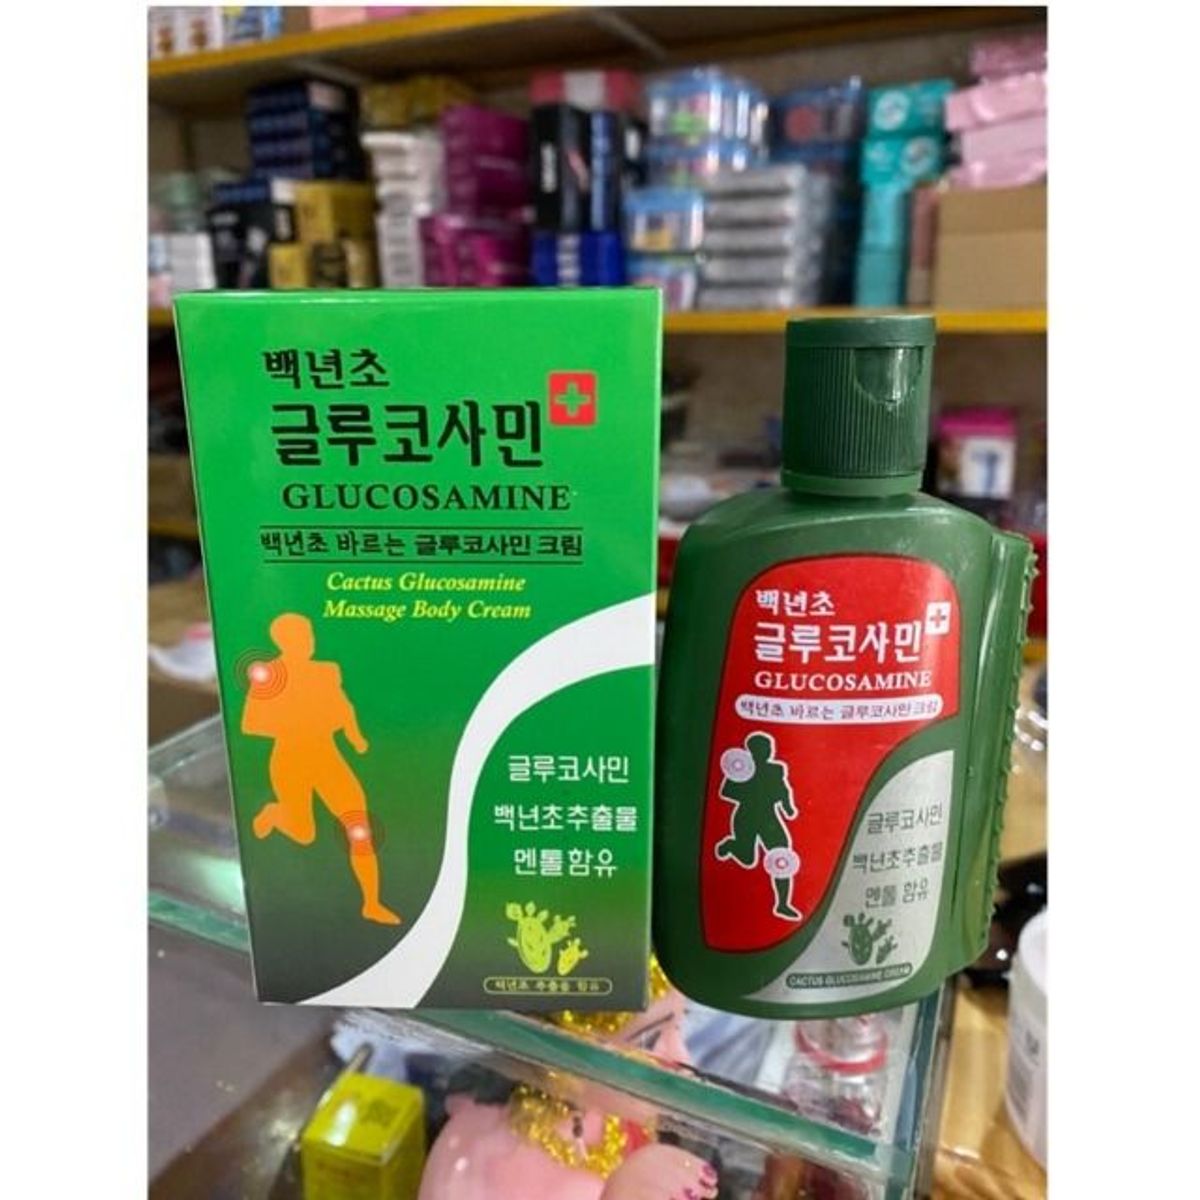 백년초
글루코사민
GLUCOSAMINE
백년초 바르는 글루코사민 크림
Cactus Glucosamine
Massage Body Cream
글루코사민
백년초추출물
멘톨함유
백년초 추출물 함유
백년초
글루코사민
GLUCOSAMINE
백년초 바르는 글루코사민 크림
글루코사민
백년초추출물
멘톨 함유
CACTUS GLUCOSAMINE CREAM